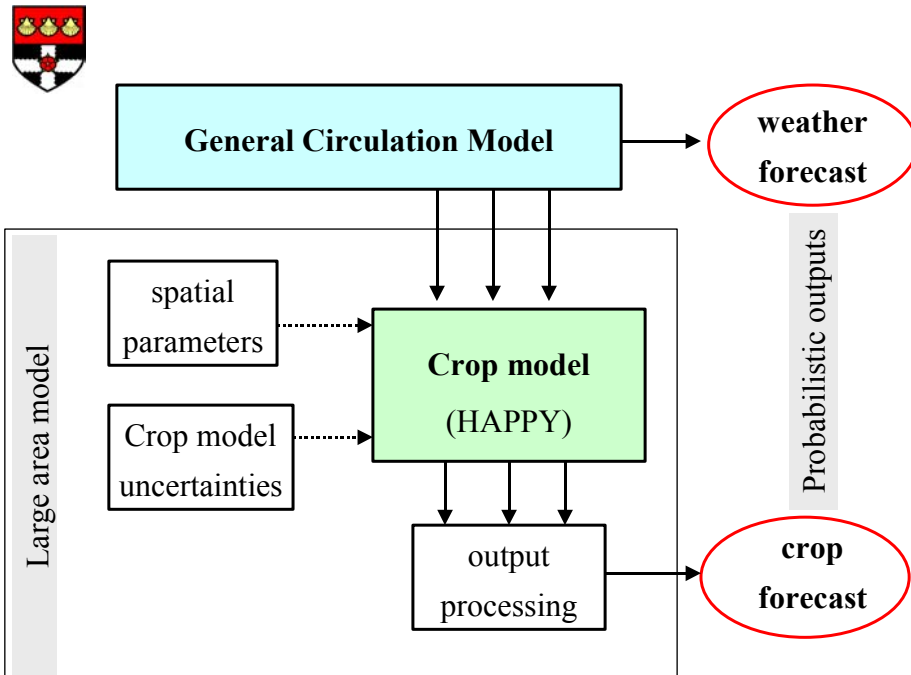 General Circulation Model
weather
forecast
Large area model
spatial
parameters
Crop model
uncertainties
Crop model
(HAPPY)
output
processing
Probabilistic outputs
crop
forecast